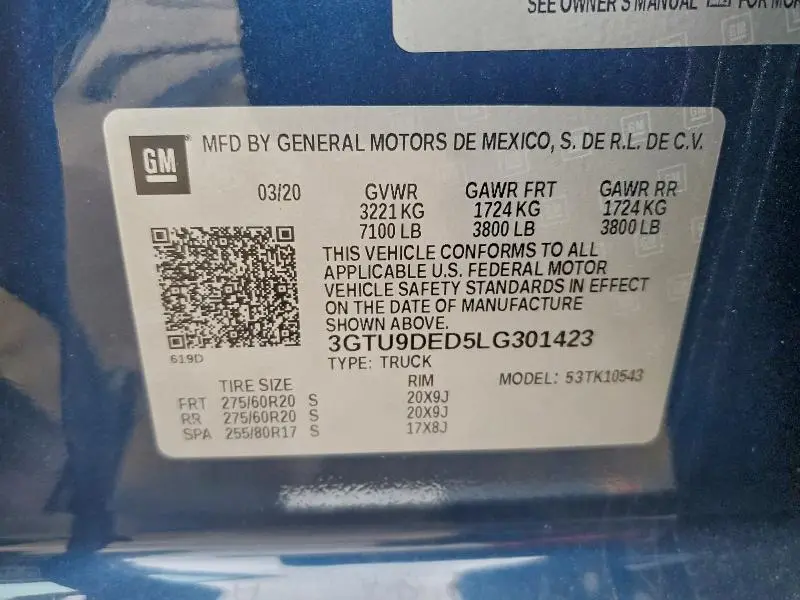 SEE OWNER'S MANUAL FOR MOR
GM
MFD BY GENERAL MOTORS DE MEXICO, S. DE R.L. DE C.V.
03/20 GVWR GAWR FRT GAWR RR
3221 KG 1724 KG 1724 KG
7100 LB 3800 LB 3800 LB
THIS VEHICLE CONFORMS TO ALL
APPLICABLE U.S. FEDERAL MOTOR
VEHICLE SAFETY STANDARDS IN EFFECT
ON THE DATE OF MANUFACTURE
SHOWN ABOVE.
3GTU9DED5LG301423
619D
TYPE: TRUCK
MODEL: 53TK10543
TIRE SIZE RIM
FRT 275/60R20 S 20X9J
RR 275/60R20 S 20X9J
SPA 255/80R17 S 17X8J